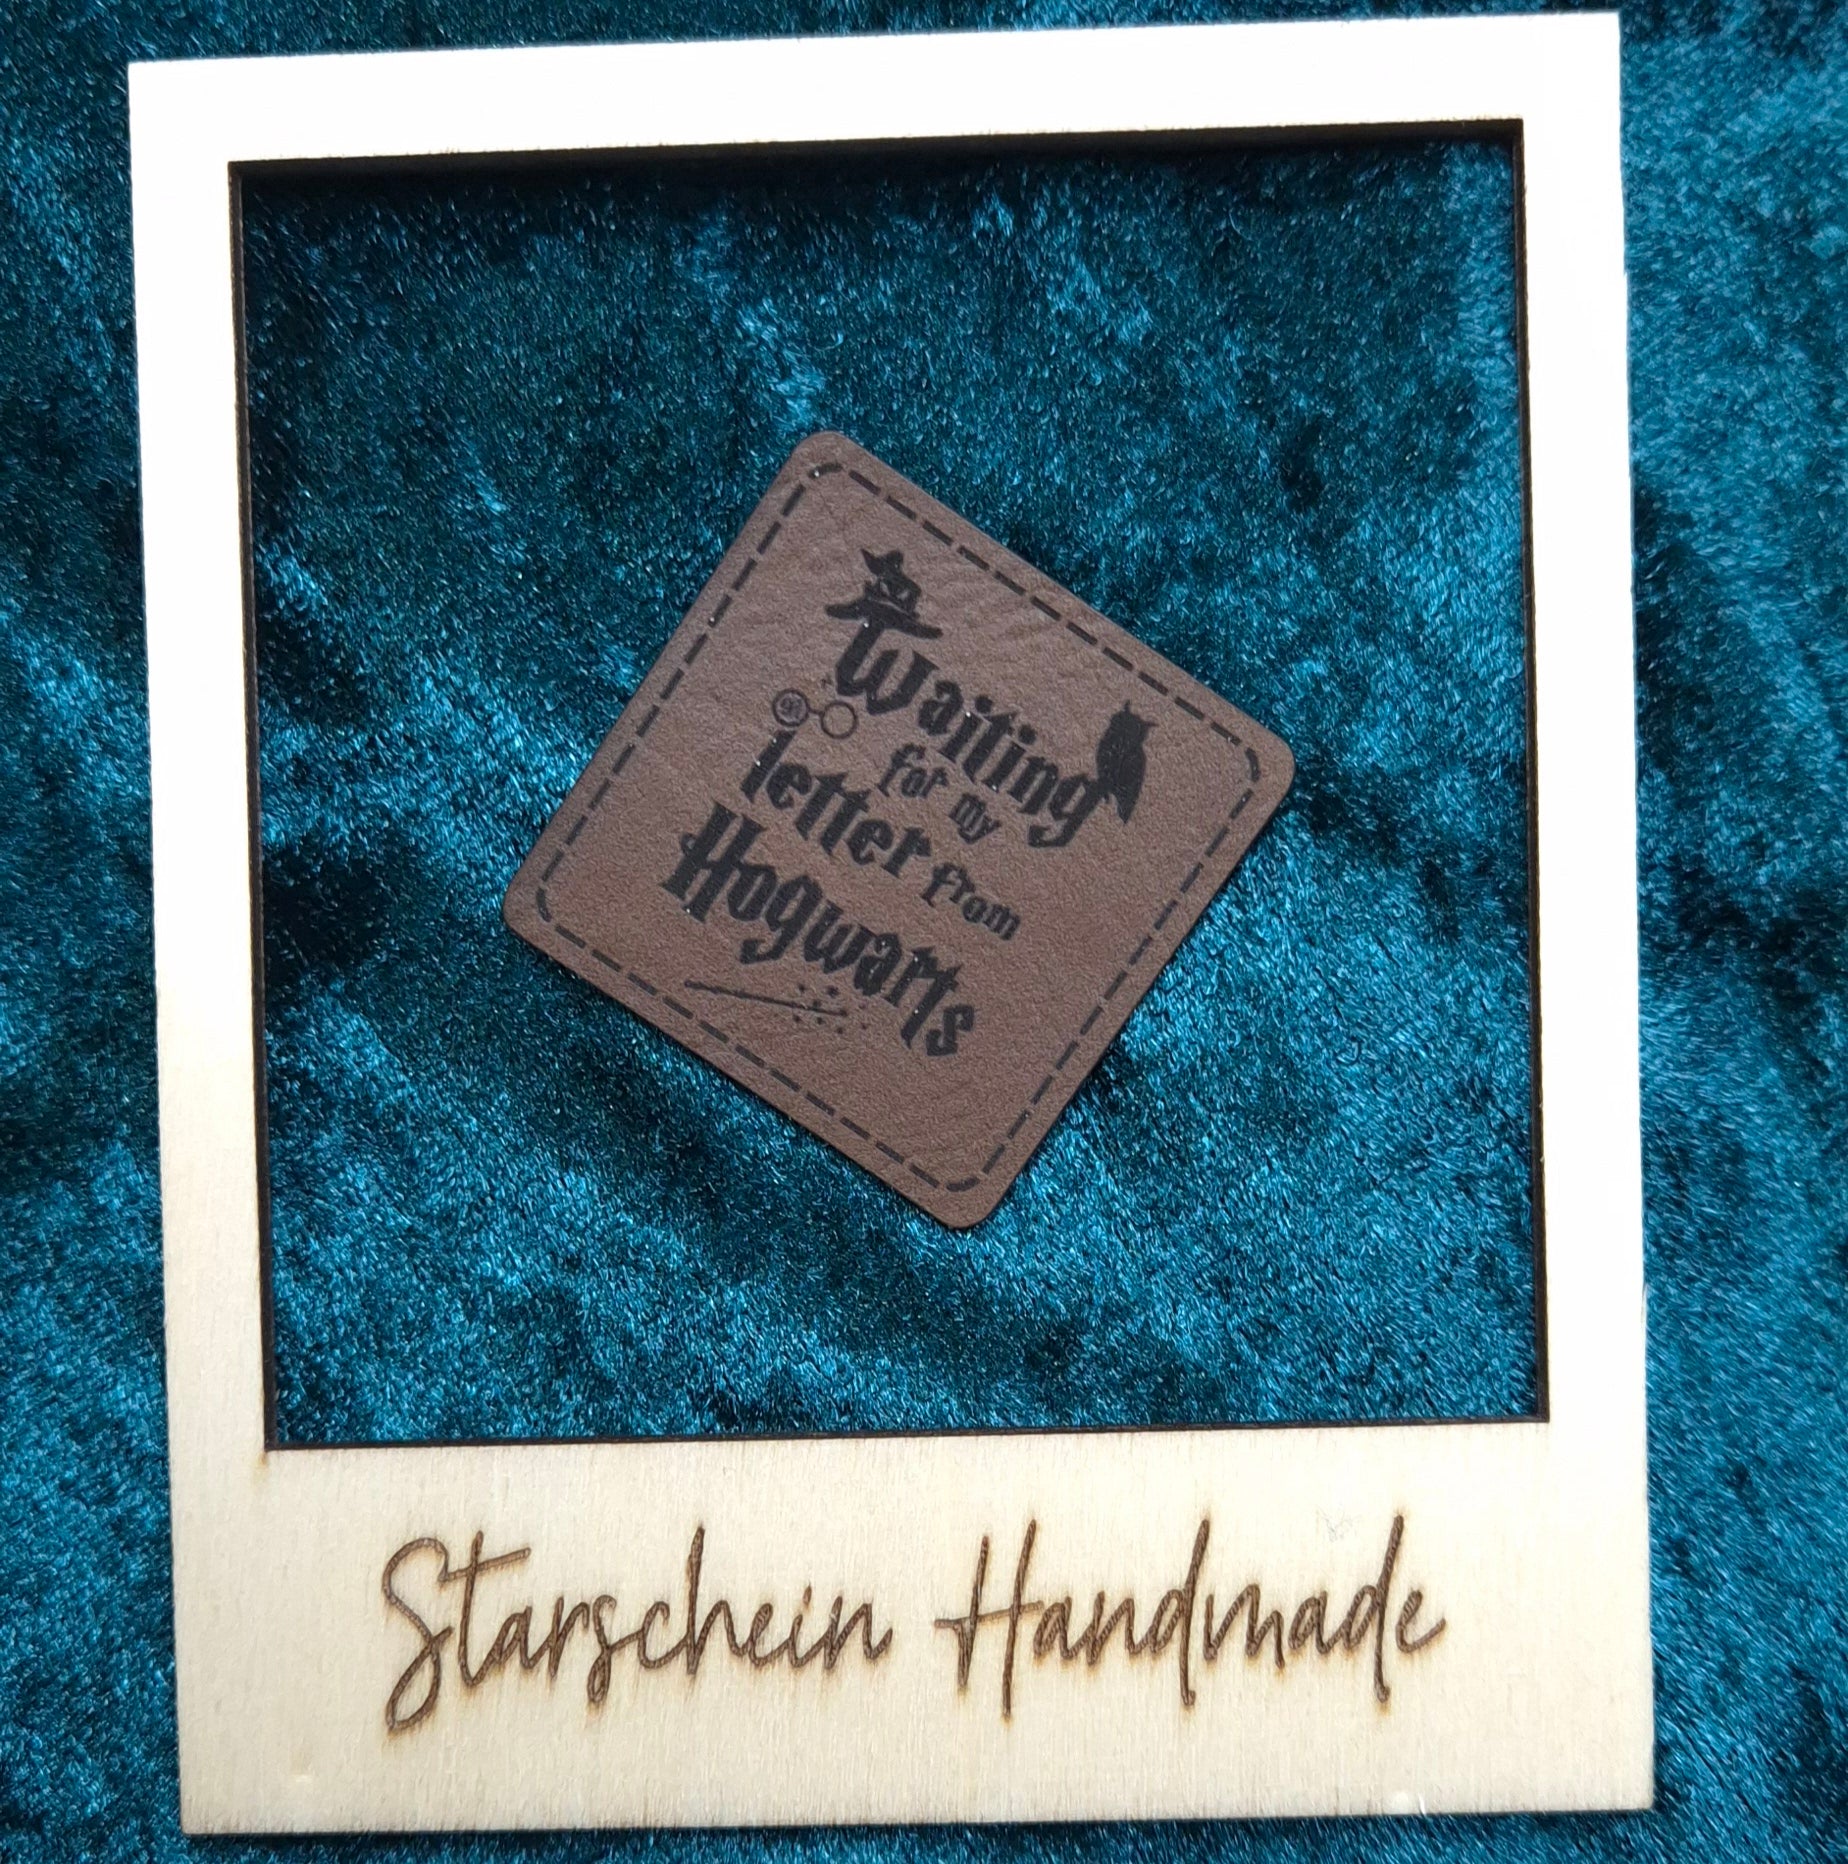 Waiting
for my
letter from
Hogwarts
Starschein Handmade